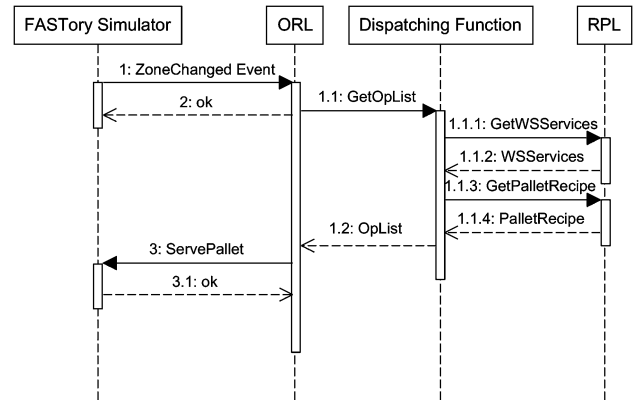 FASTory Simulator
ORL
Dispatching Function
RPL
1: ZoneChanged Event
2: ok
1.1: GetOpList
1.1.1: GetWSServices
1.1.2: WSServices
1.1.3: GetPalletRecipe
1.1.4: PalletRecipe
1.2: OpList
3: ServePallet
3.1: ok